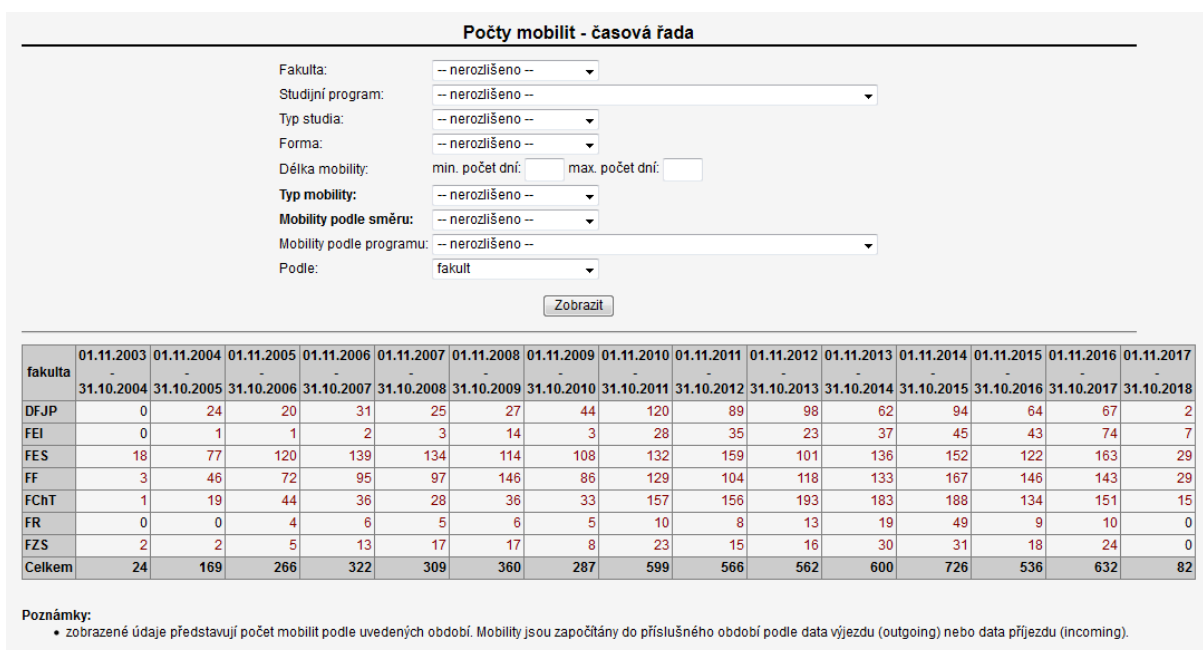 Počty mobilit - časová řada
Fakulta: -- nerozlišeno --
Studijní program: -- nerozlišeno --
Typ studia: -- nerozlišeno --
Forma: -- nerozlišeno --
Délka mobility: min. počet dní: max. počet dní:
Typ mobility: -- nerozlišeno --
Mobility podle směru: -- nerozlišeno --
Mobility podle programu: -- nerozlišeno --
Podle: fakult
Zobrazit
fakulta 01.11.2003 - 31.10.2004 01.11.2004 - 31.10.2005 01.11.2005 - 31.10.2006 01.11.2006 - 31.10.2007 01.11.2007 - 31.10.2008 01.11.2008 - 31.10.2009 01.11.2009 - 31.10.2010 01.11.2010 - 31.10.2011 01.11.2011 - 31.10.2012 01.11.2012 - 31.10.2013 01.11.2013 - 31.10.2014 01.11.2014 - 31.10.2015 01.11.2015 - 31.10.2016 01.11.2016 - 31.10.2017 01.11.2017 - 31.10.2018
DFJP 0 24 20 31 25 27 44 120 89 98 62 94 64 67 2
FEI 0 1 1 2 3 14 3 28 35 23 37 45 43 74 7
FES 18 77 120 139 134 114 108 132 159 101 136 152 122 163 29
FF 3 46 72 95 97 146 86 129 104 118 133 167 146 143 29
FChT 1 19 44 36 28 36 33 157 156 193 183 188 134 151 15
FR 0 0 4 6 5 6 5 10 8 13 19 49 9 10 0
FZS 2 2 5 13 17 17 8 23 15 16 30 31 18 24 0
Celkem 24 169 266 322 309 360 287 599 566 562 600 726 536 632 82
Poznámky:
• zobrazené údaje představují počet mobilit podle uvedených období. Mobility jsou započítány do příslušného období podle data výjezdu (outgoing) nebo data příjezdu (incoming).